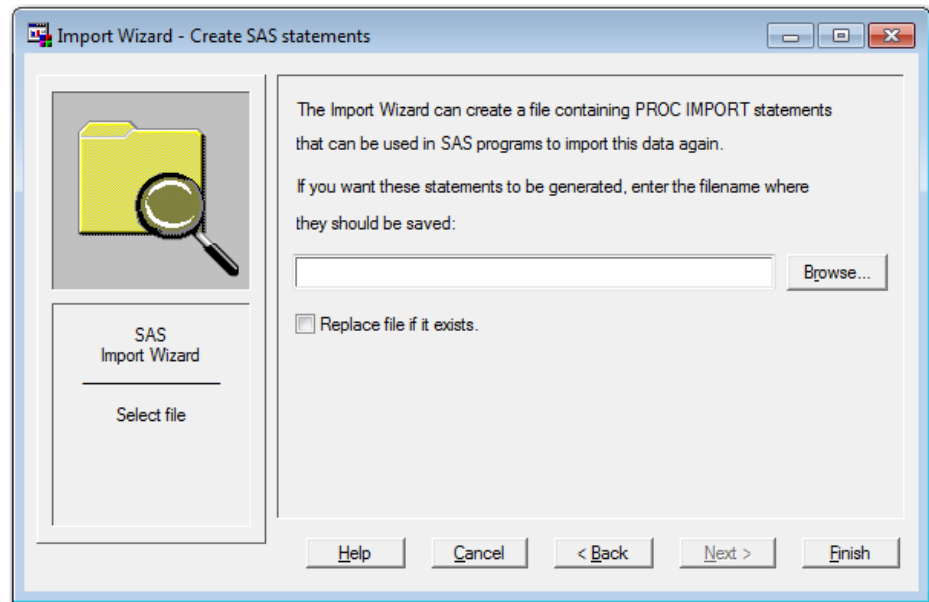 Import Wizard - Create SAS statements
The Import Wizard can create a file containing PROC IMPORT statements
that can be used in SAS programs to import this data again.
If you want these statements to be generated, enter the filename where
they should be saved:
Browse...
Replace file if it exists.
SAS
Import Wizard
Select file
Help
Cancel
< Back
Next >
Finish